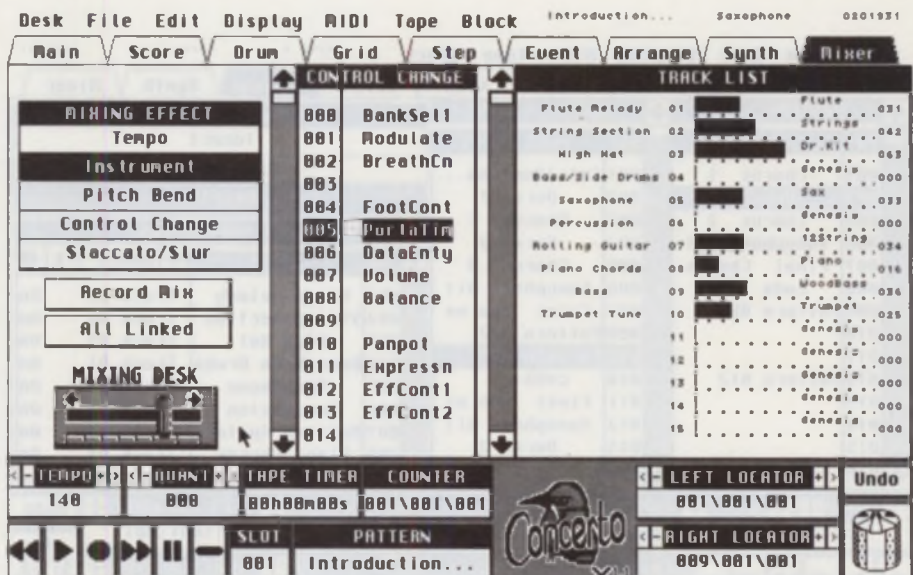 Desk File Edit Display MIDI Tape Block Introduction... Saxophone 0201931
Main Score Drum Grid Step Event Arrange Synth Mixer
CONTROL CHANGE
TRACK LIST
MIXING EFFECT
Tempo
Instrument
Pitch Bend
Control Change
Staccato/Slur
Record Mix
All Linked
MIXING DESK
000 BankSelt
001 Modulate
002 BreathCn
003
004 FootCont
005 PortaTim
006 DataEnty
007 Volume
008 Balance
009
010 Panpot
011 Expressn
012 EffCont1
013 EffCont2
014
Flute Melody 01 Flute 031
String Section 02 Strings 042
High Hat 03 Dr.Kit 063
Bass/Side Drums 04 Genesis 000
Saxophone 05 Sax 033
Percussion 06 Genesis 000
Rolling Guitar 07 12String 034
Piano Chords 08 Piano 016
Bass 09 WoodBass
Trumpet Tune 10 Trumpet 025
11 Genesis 000
12 Genesis 000
13 Genesis 000
14 Genesis 000
15 Genesis 000
< - TEMPO + > < - QUANT + > TAPE TIMER COUNTER
140 008 00h00m00s 001\001\001
SLOT PATTERN
001 Introduction...
Concerto
< - LEFT LOCATOR + >
001\001\001
< - RIGHT LOCATOR + >
009\001\001
Undo